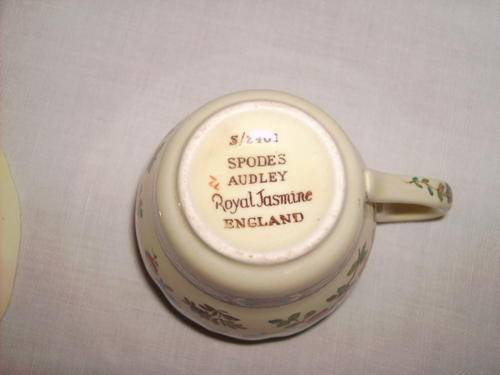 SPODE'S
AUDLEY
Royal Jasmine
ENGLAND